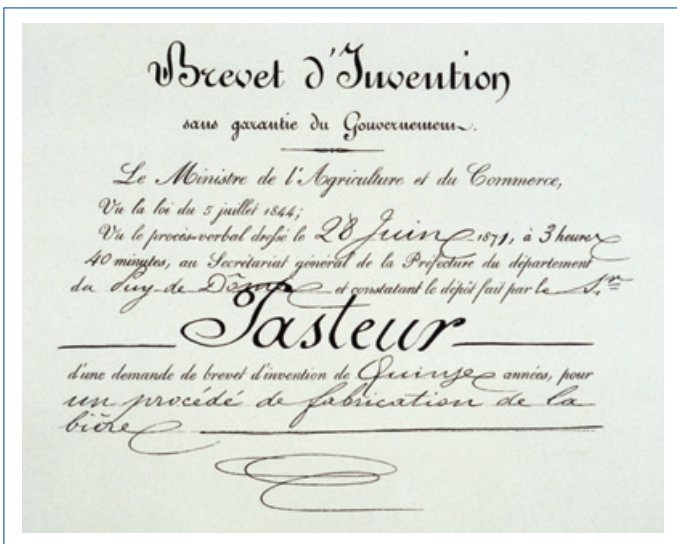 Brevet d'Invention
sans garantie du Gouvernement.
Le Ministre de l'Agriculture et du Commerce,
Vu la loi du 5 juillet 1844;
Vu le procès-verbal dressé le 28 Juin 1871, à 3 heures
40 minutes, au Secrétariat général de la Préfecture du département
du Puy-de-Dôme et constatant le dépôt fait par le Sr
Pasteur
d'une demande de brevet d'invention de Quinze années, pour
un procédé de fabrication de la
bière